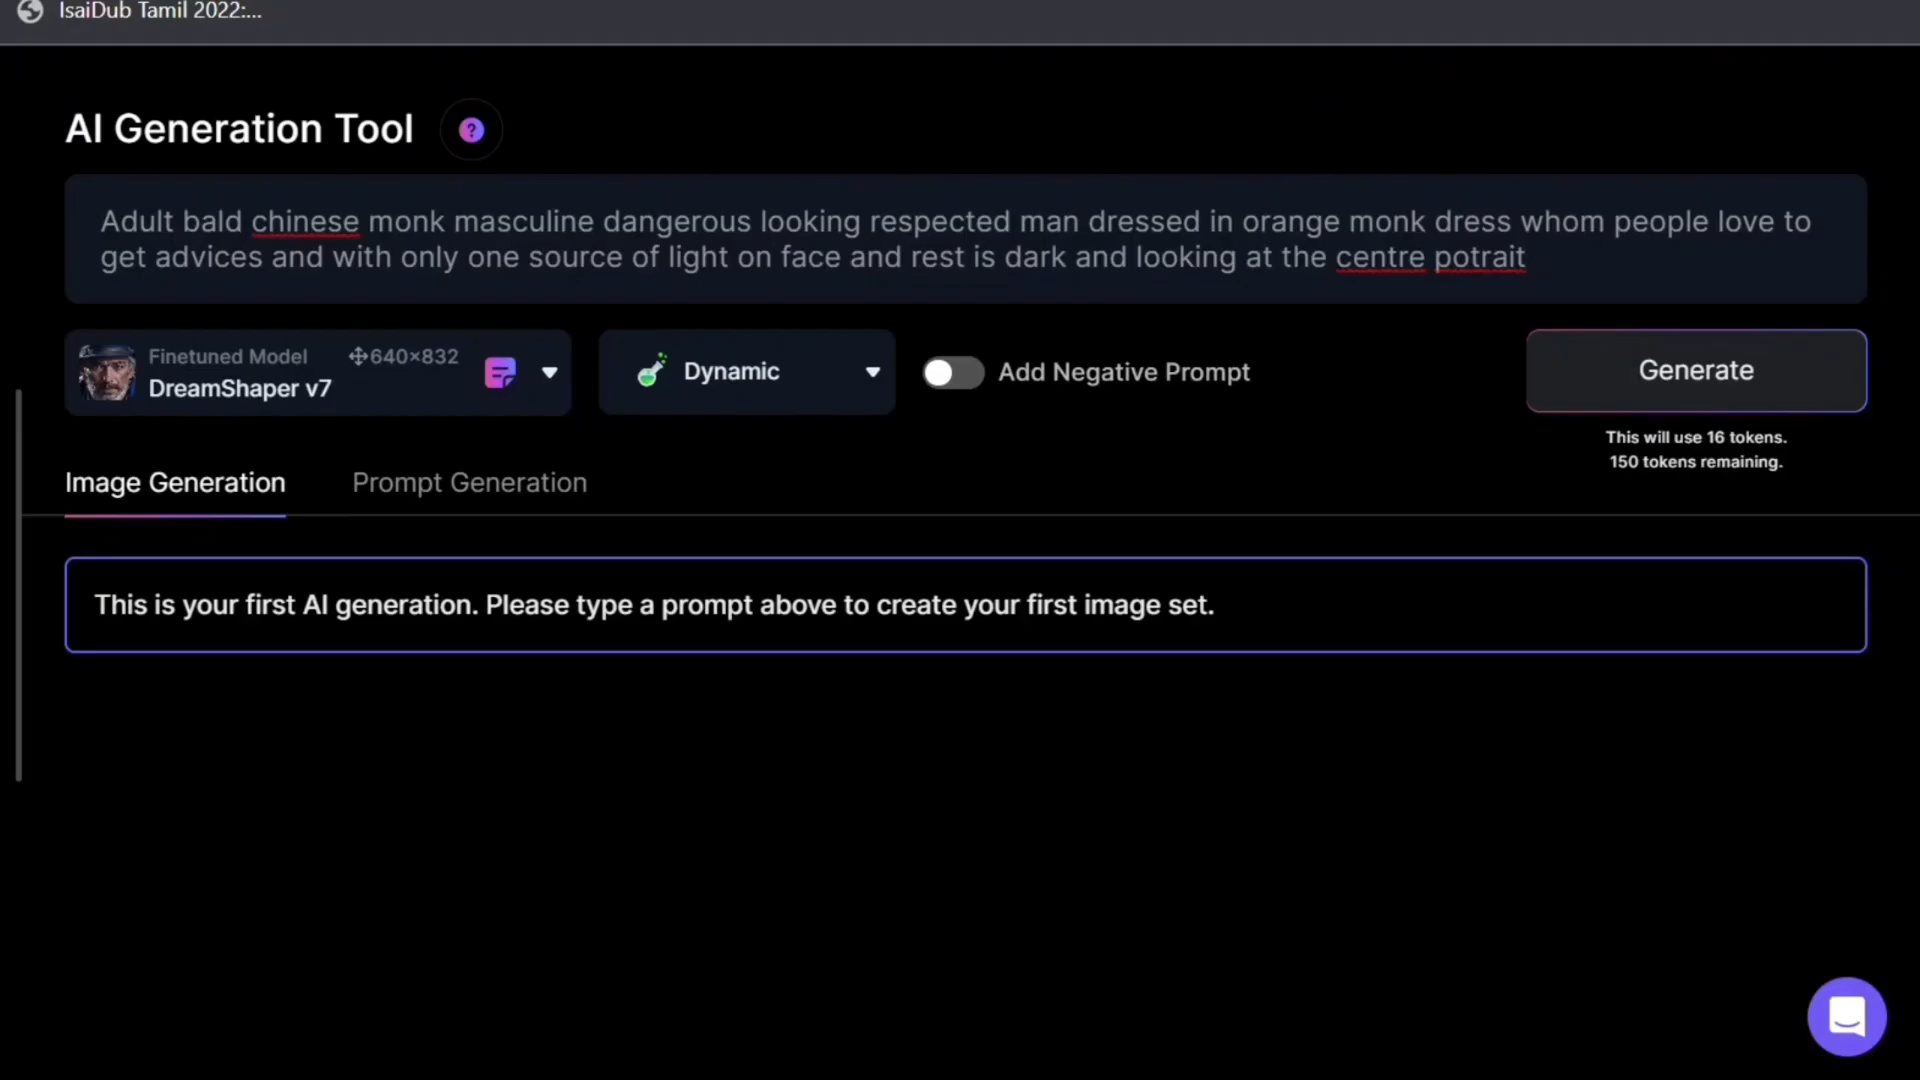 IsaiDub Tamil 2022:...
AI Generation Tool
?
Adult bald chinese monk masculine dangerous looking respected man dressed in orange monk dress whom people love to
get advices and with only one source of light on face and rest is dark and looking at the centre potrait
Finetuned Model 640×832
DreamShaper v7
Dynamic
Add Negative Prompt
Generate
This will use 16 tokens.
150 tokens remaining.
Image Generation
Prompt Generation
This is your first AI generation. Please type a prompt above to create your first image set.